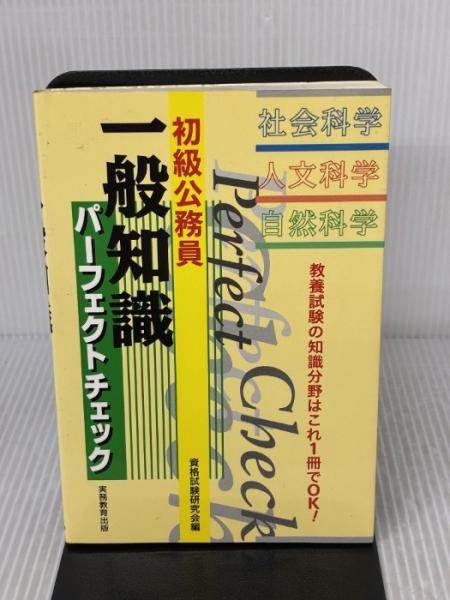 社会科学
人文科学
自然科学
教養試験の知識分野はこれ1冊でOK!
Perfect Check
初級公務員
一般知識
パーフェクトチェック
資格試験研究会編
実務教育出版